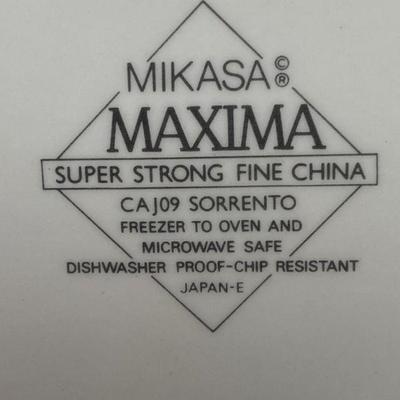 MIKASA ©®
MAXIMA
SUPER STRONG FINE CHINA
CAJ09 SORRENTO
FREEZER TO OVEN AND
MICROWAVE SAFE
DISHWASHER PROOF-CHIP RESISTANT
JAPAN-E